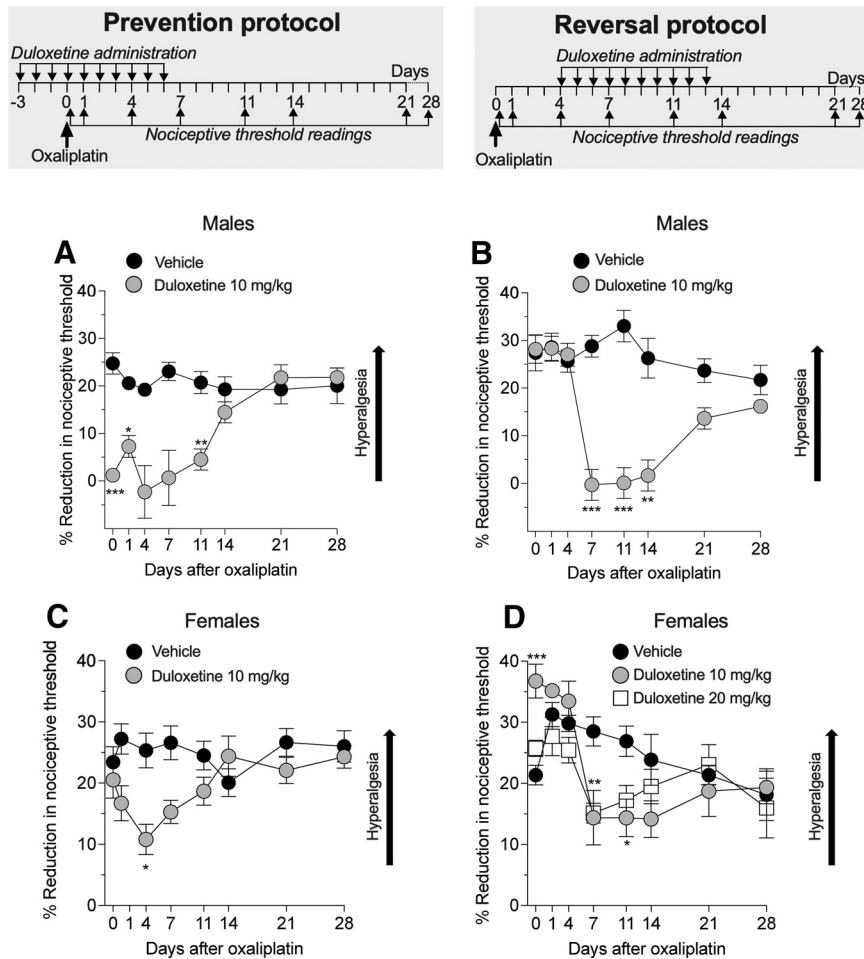 Prevention protocol
Duloxetine administration
Days
-3 0 1 4 7 11 14 21 28
Nociceptive threshold readings
Oxaliplatin
Reversal protocol
Duloxetine administration
Days
0 1 4 7 11 14 21 28
Nociceptive threshold readings
Oxaliplatin
Males
A
Vehicle
Duloxetine 10 mg/kg
% Reduction in nociceptive threshold
40
30
20
10
0
*
**
***
Hyperalgesia
0 1 4 7 11 14 21 28
Days after oxaliplatin
Males
B
Vehicle
Duloxetine 10 mg/kg
% Reduction in nociceptive threshold
40
30
20
10
0
*** *** **
Hyperalgesia
0 1 4 7 11 14 21 28
Days after oxaliplatin
Females
C
Vehicle
Duloxetine 10 mg/kg
% Reduction in nociceptive threshold
40
30
20
10
0
*
Hyperalgesia
0 1 4 7 11 14 21 28
Days after oxaliplatin
Females
D
Vehicle
Duloxetine 10 mg/kg
Duloxetine 20 mg/kg
% Reduction in nociceptive threshold
40
30
20
10
0
***
**
*
Hyperalgesia
0 1 4 7 11 14 21 28
Days after oxaliplatin